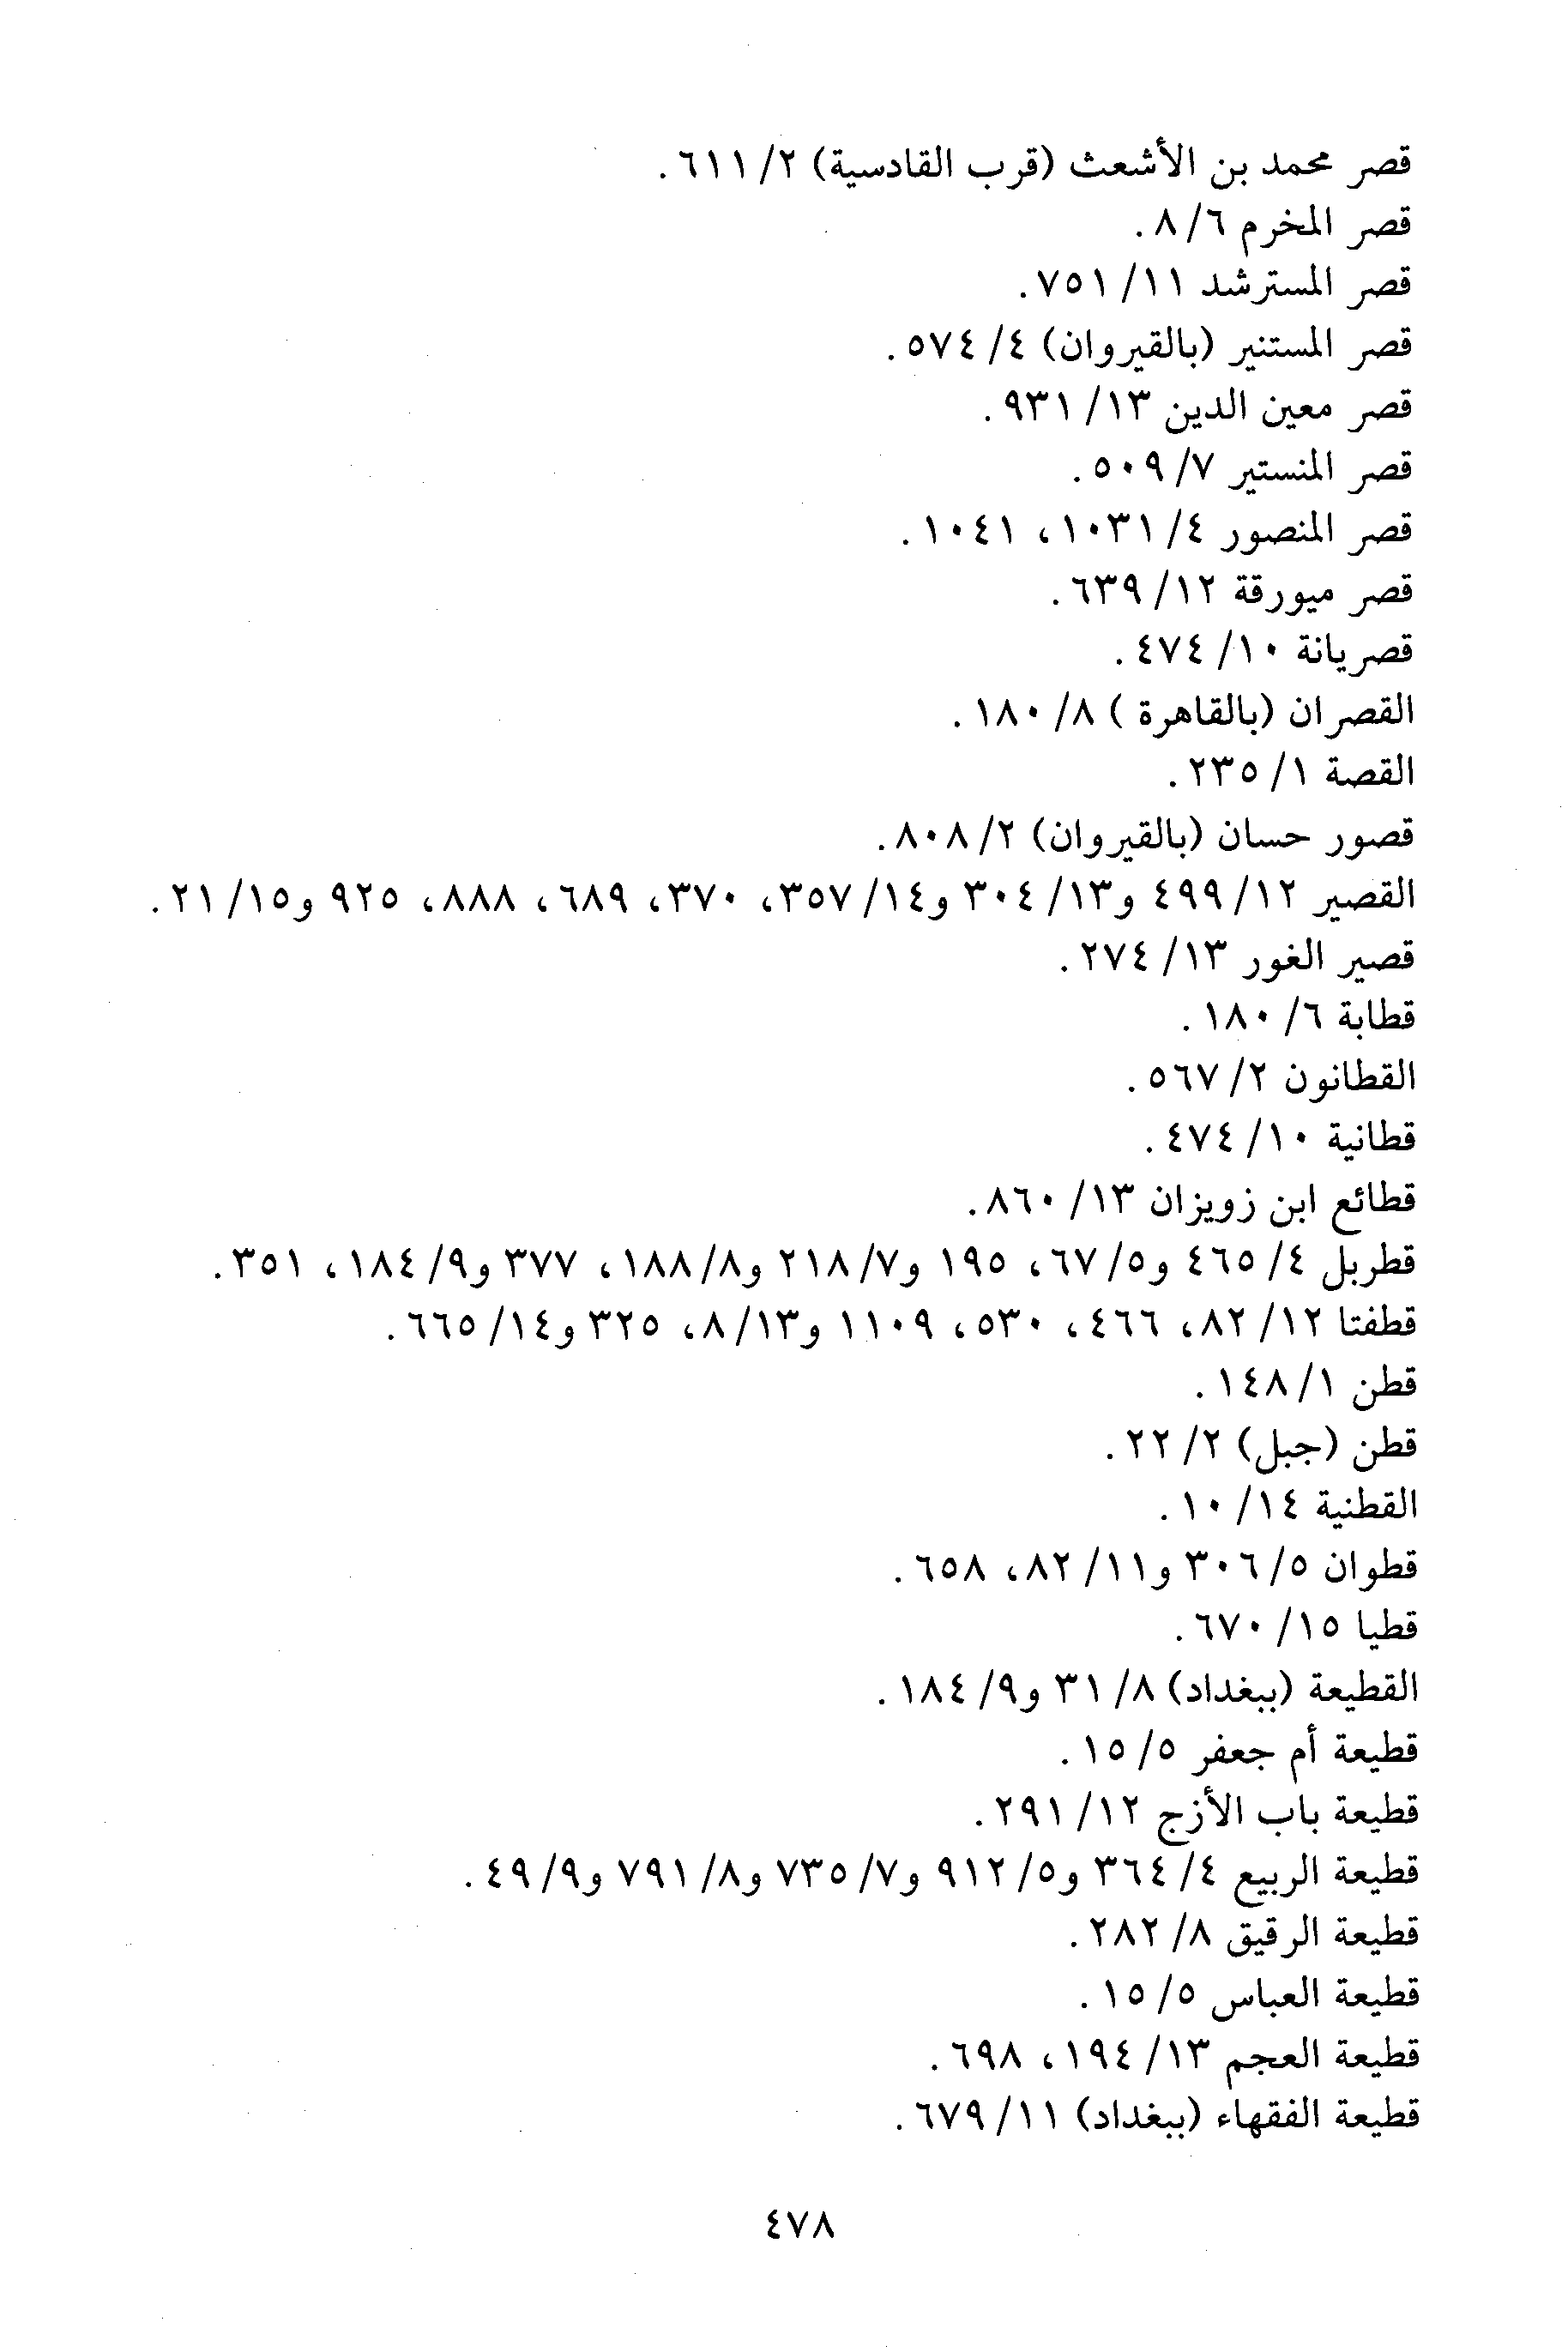 قصر محمد بن الأشعث (قرب القادسية) ٢/ ٦١١.
قصر المخرم ٦/ ٨.
قصر المسترشد ١١/ ٧٥١.
قصر المستنير (بالقيروان) ٤/ ٥٧٤.
قصر معين الدين ١٣/ ٩٣١.
قصر المنستير ٧/ ٥٠٩.
قصر المنصور ٤/ ١٠٣١، ١٠٤١.
قصر ميورقة ١٢/ ٦٣٩.
قصريانة ١٠/ ٤٧٤.
القصران (بالقاهرة ) ٨/ ١٨٠.
القصة ١/ ٢٣٥.
قصور حسان (بالقيروان) ٢/ ٨٠٨.
القصير ١٢/ ٤٩٩ و١٣/ ٣٠٤ و١٤/ ٣٥٧، ٣٧٠، ٦٨٩، ٨٨٨، ٩٢٥ و١٥/ ٢١.
قصير الغور ١٣/ ٢٧٤.
قطابة ٦/ ١٨٠.
القطانون ٢/ ٥٦٧.
قطانية ١٠/ ٤٧٤.
قطائع ابن زويزان ١٣/ ٨٦٠.
قطربل ٤/ ٤٦٥ و٥/ ٦٧، ١٩٥ و٧/ ٢١٨ و٨/ ١٨٨، ٣٧٧ و٩/ ١٨٤، ٣٥١.
قطفتا ١٢/ ٨٢، ٤٦٦، ٥٣٠، ١١٠٩ و١٣/ ٨، ٣٢٥ و١٤/ ٦٦٥.
قطن ١/ ١٤٨.
قطن (جبل) ٢/ ٢٢.
القطنية ١٤/ ١٠.
قطوان ٥/ ٣٠٦ و١١/ ٨٢، ٦٥٨.
قطيا ١٥/ ٦٧٠.
القطيعة (ببغداد) ٨/ ٣١ و٩/ ١٨٤.
قطيعة أم جعفر ٥/ ١٥.
قطيعة باب الأزج ١٢/ ٢٩١.
قطيعة الربيع ٤/ ٣٦٤ و٥/ ٩١٢ و٧/ ٧٣٥ و٨/ ٧٩١ و٩/ ٤٩.
قطيعة الرقيق ٨/ ٢٨٢.
قطيعة العباس ٥/ ١٥.
قطيعة العجم ١٣/ ١٩٤، ٦٩٨.
قطيعة الفقهاء (ببغداد) ١١/ ٦٧٩.
٤٧٨